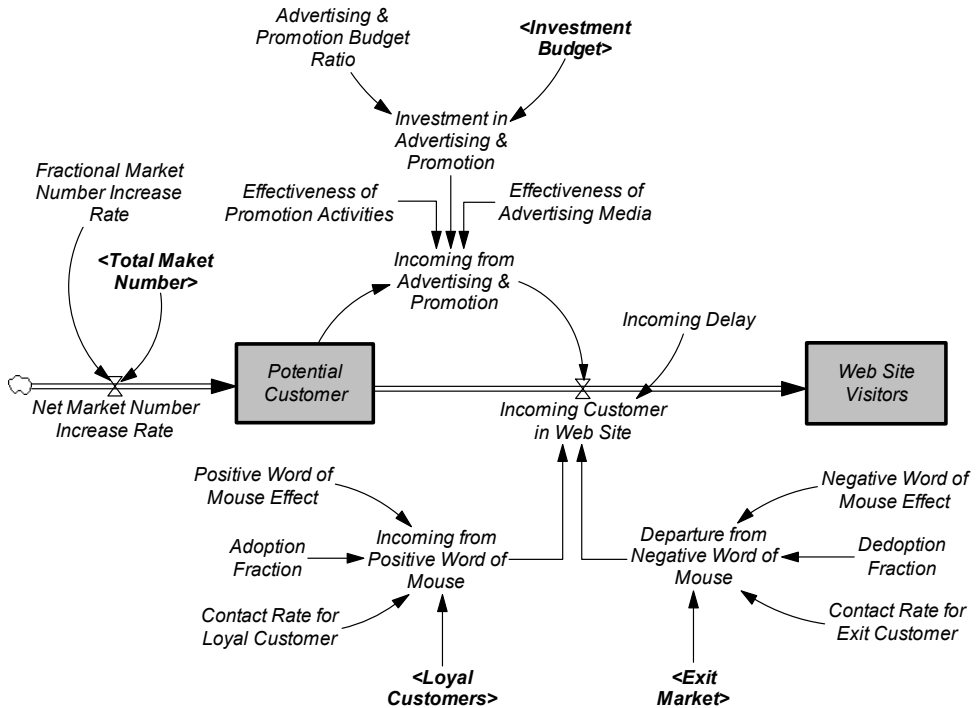 Advertising &
Promotion Budget
Ratio
<Investment
Budget>
Investment in
Advertising &
Promotion
Fractional Market
Number Increase
Rate
Effectiveness of
Promotion Activities
Effectiveness of
Advertising Media
<Total Maket
Number>
Incoming from
Advertising &
Promotion
Incoming Delay
Potential
Customer
Web Site
Visitors
Net Market Number
Increase Rate
Incoming Customer
in Web Site
Positive Word of
Mouse Effect
Negative Word of
Mouse Effect
Adoption
Fraction
Incoming from
Positive Word of
Mouse
Departure from
Negative Word of
Mouse
Dedoption
Fraction
Contact Rate for
Loyal Customer
Contact Rate for
Exit Customer
<Loyal
Customers>
<Exit
Market>